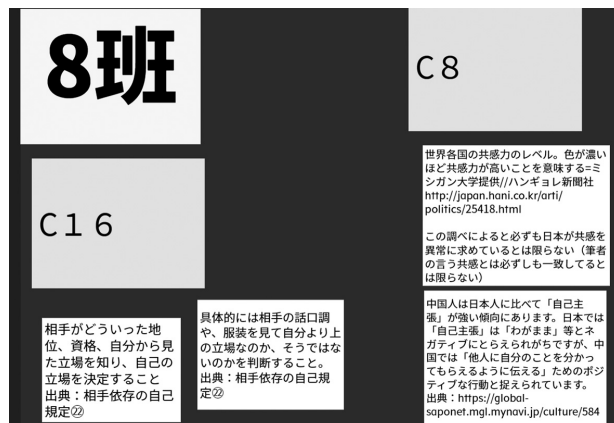 8班
C16
相手がどういった地
位、資格、自分から見
た立場を知り、自己の
立場を決定すること
出典：相手依存の自己
規定㉒
具体的には相手の話口調
や、服装を見て自分より上
の立場なのか、そうではな
いのかを判断すること。
出典：相手依存の自己規
定㉒
C8
世界各国の共感力のレベル。色が濃い
ほど共感力が高いことを意味する=ミ
シガン大学提供//ハンギョレ新聞社
http://japan.hani.co.kr/arti/
politics/25418.html
この調べによると必ずも日本が共感を
異常に求めているとは限らない（筆者
の言う共感とは必ずしも一致してると
は限らない）
中国人は日本人に比べて「自己主
張」が強い傾向にあります。日本では
「自己主張」は「わがまま」等とネ
ガティブにとらえられがちですが、中
国では「他人に自分のことを分かっ
てもらえるように伝える」ためのポジ
ティブな行動と捉えられています。
出典：https://global-
saponet.mgl.mynavi.jp/culture/584